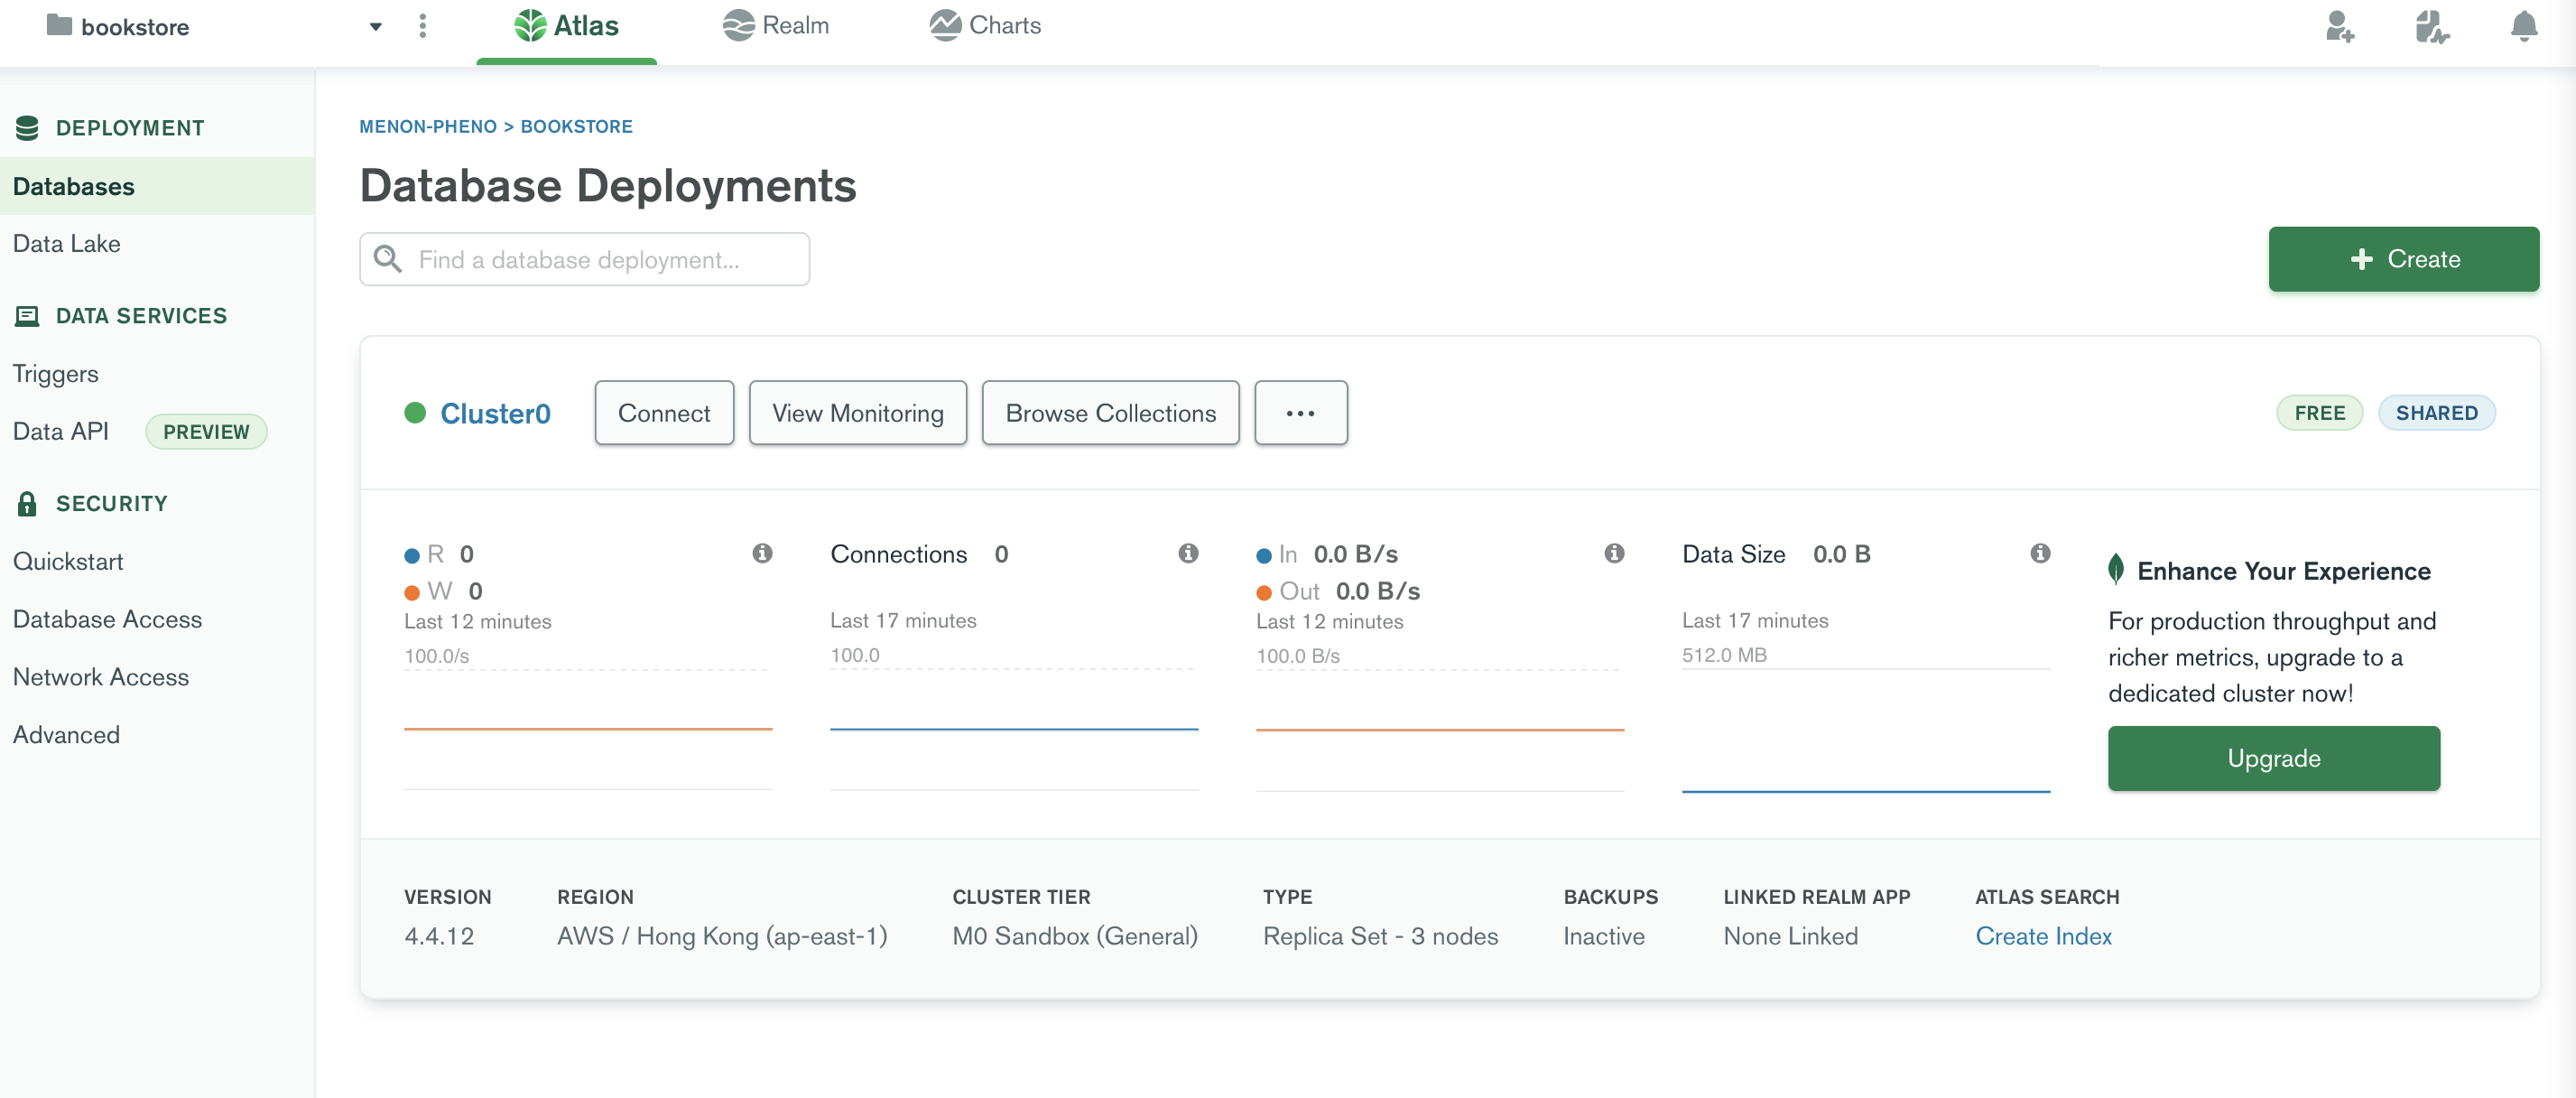 bookstore
Atlas
Realm
Charts
DEPLOYMENT
Databases
Data Lake
DATA SERVICES
Triggers
Data API PREVIEW
SECURITY
Quickstart
Database Access
Network Access
Advanced
MENON-PHENO > BOOKSTORE
Database Deployments
Find a database deployment...
+ Create
Cluster0
Connect
View Monitoring
Browse Collections
...
FREE
SHARED
R 0
W 0
Last 12 minutes
100.0/s
Connections 0
Last 17 minutes
100.0
In 0.0 B/s
Out 0.0 B/s
Last 12 minutes
100.0 B/s
Data Size 0.0 B
Last 17 minutes
512.0 MB
Enhance Your Experience
For production throughput and
richer metrics, upgrade to a
dedicated cluster now!
Upgrade
VERSION
4.4.12
REGION
AWS / Hong Kong (ap-east-1)
CLUSTER TIER
M0 Sandbox (General)
TYPE
Replica Set - 3 nodes
BACKUPS
Inactive
LINKED REALM APP
None Linked
ATLAS SEARCH
Create Index